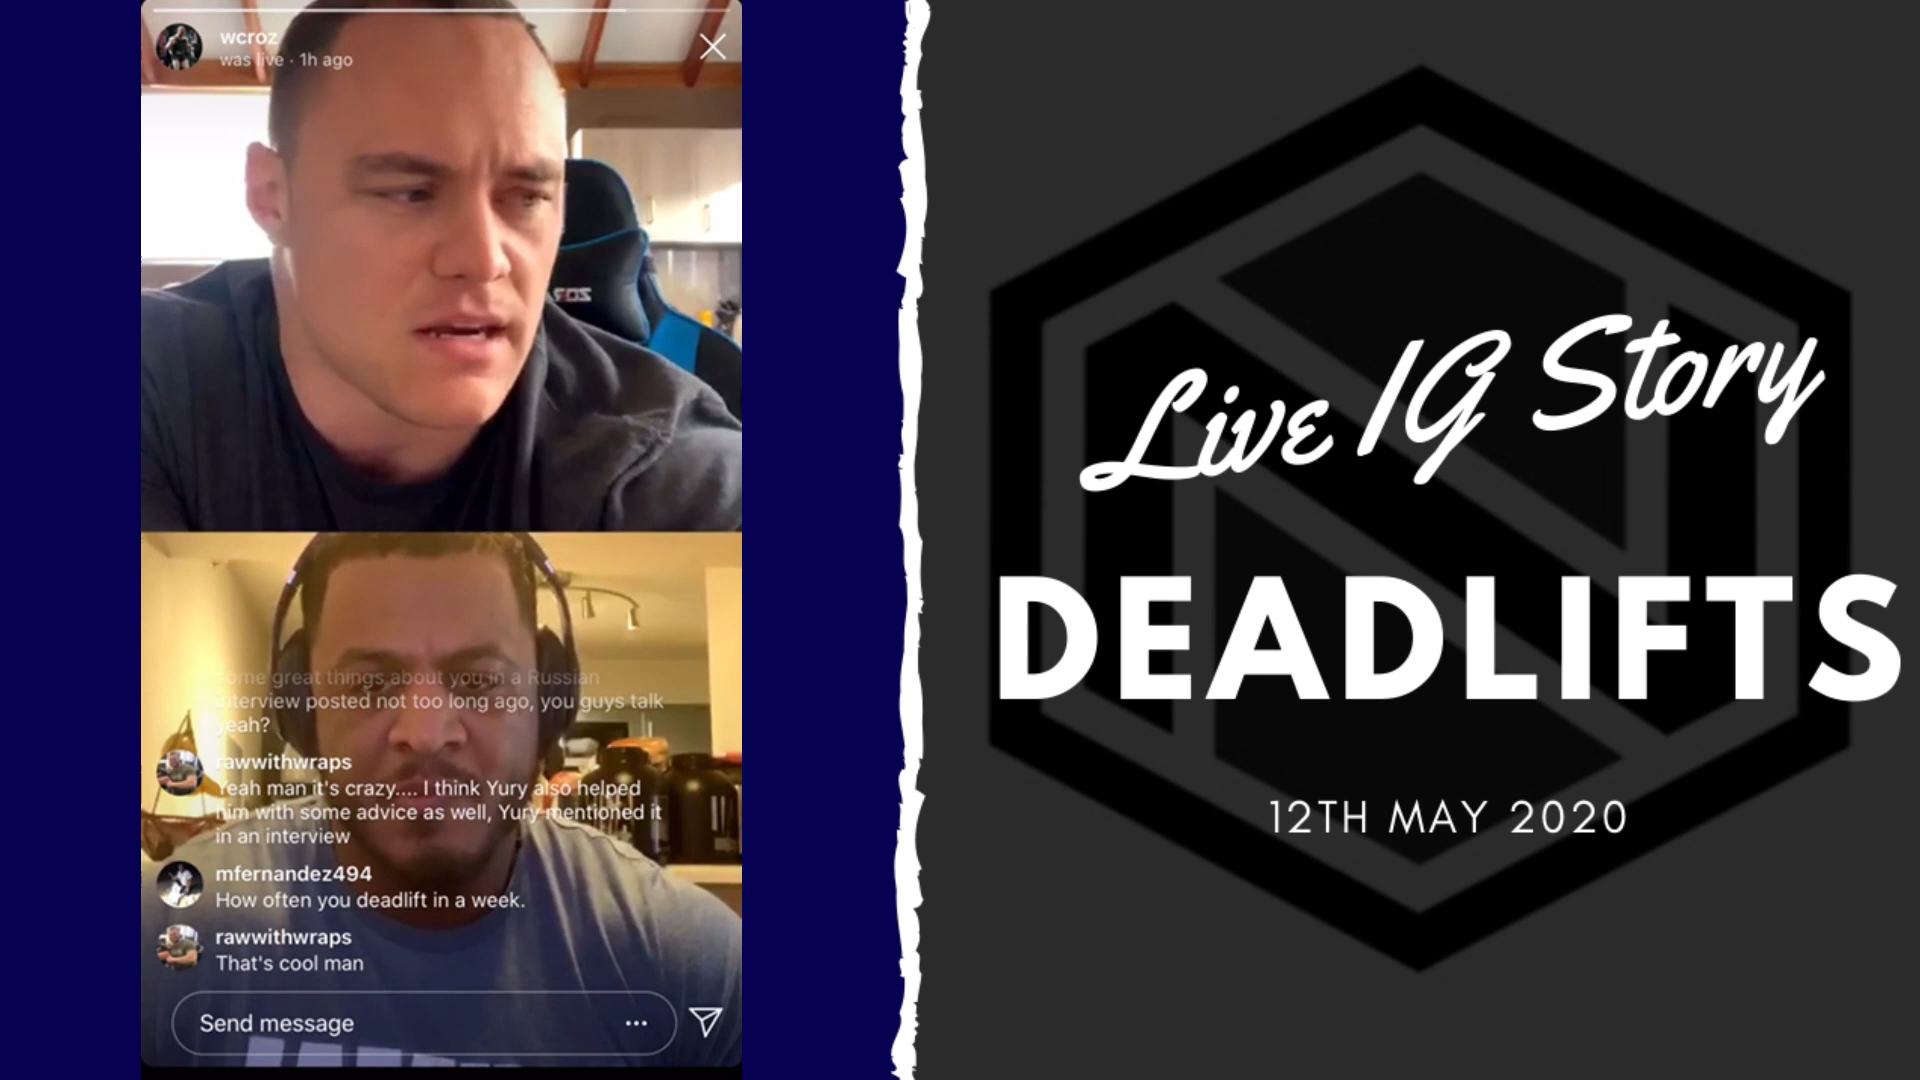 wcroz
was live · 1h ago
some great things about you in a Russian
interview posted not too long ago, you guys talk
yeah?
rawwithwraps
Yeah man it's crazy.... I think Yury also helped
him with some advice as well, Yury mentioned it
in an interview
mfernandez494
How often you deadlift in a week.
rawwithwraps
That's cool man
Send message
Live IG Story
DEADLIFTS
12TH MAY 2020